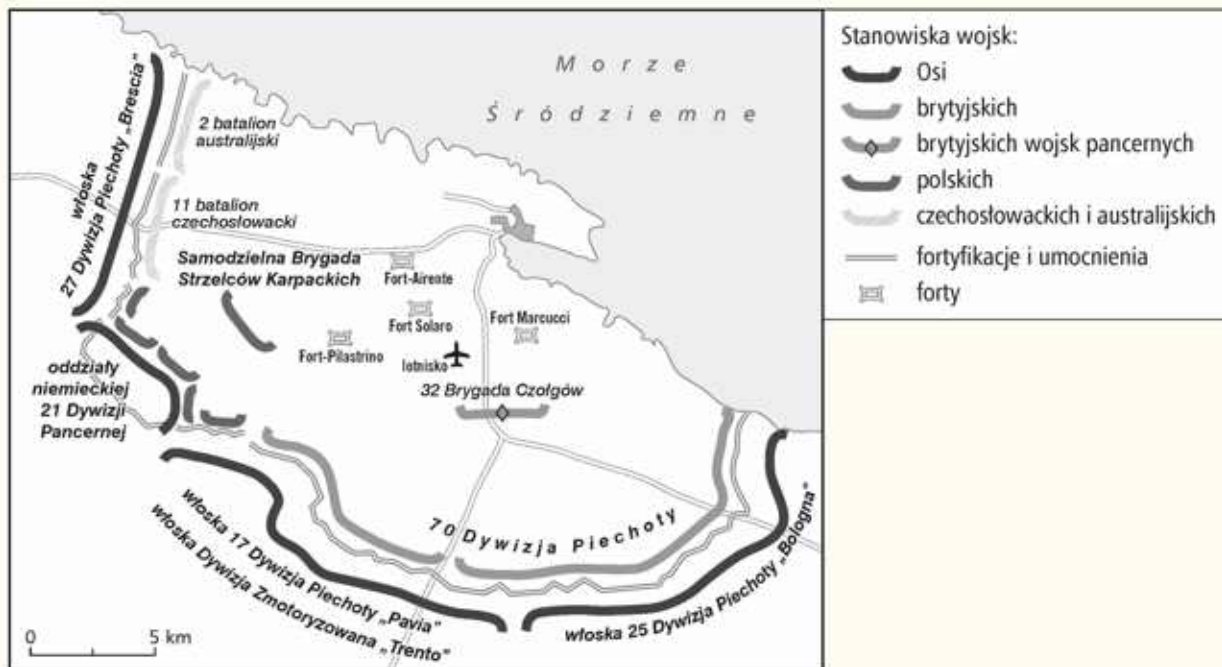 Morze
Śródziemne
włoska
27 Dywizja Piechoty „Brescia”
2 batalion
australijski
11 batalion
czechosłowacki
Samodzielna Brygada
Strzelców Karpackich
Fort-Airente
Fort Solaro
Fort Marcucci
Fort-Pilastrino
lotnisko
32 Brygada Czołgów
oddziały
niemieckiej
21 Dywizji
Pancernej
70 Dywizja Piechoty
włoska 17 Dywizja Piechoty „Pavia”
włoska Dywizja Zmotoryzowana „Trento”
włoska 25 Dywizja Piechoty „Bologna”
0 5 km
Stanowiska wojsk:
Osi
brytyjskich
brytyjskich wojsk pancernych
polskich
czechosłowackich i australijskich
fortyfikacje i umocnienia
forty